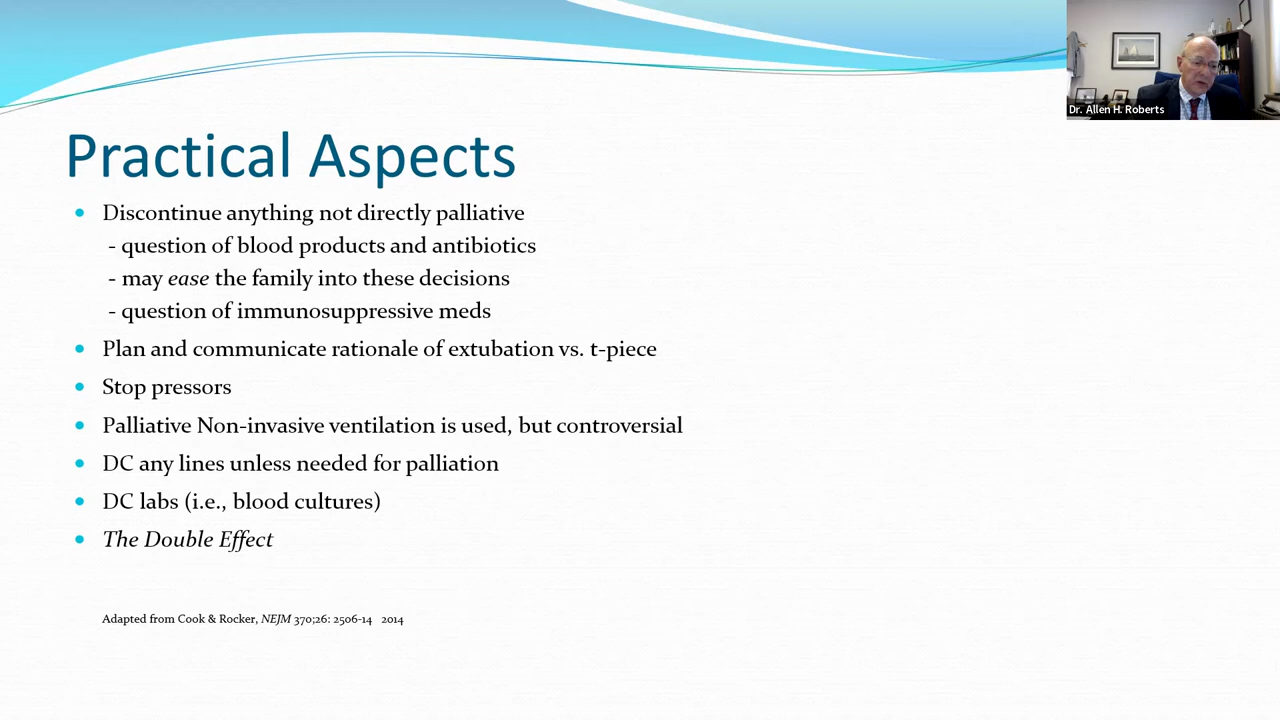 Dr. Allen H. Roberts
Practical Aspects
• Discontinue anything not directly palliative
- question of blood products and antibiotics
- may ease the family into these decisions
- question of immunosuppressive meds
• Plan and communicate rationale of extubation vs. t-piece
• Stop pressors
• Palliative Non-invasive ventilation is used, but controversial
• DC any lines unless needed for palliation
• DC labs (i.e., blood cultures)
• The Double Effect
Adapted from Cook & Rocker, NEJM 370;26: 2506-14 2014